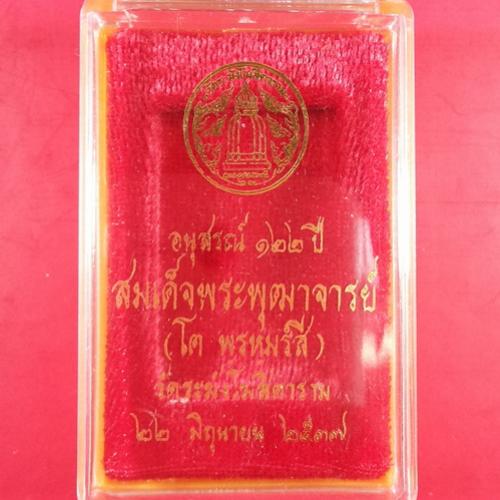 อนุสรณ์ ๑๒๒ ปี
สมเด็จพระพุฒาจารย์
(โต พรหมรํสี)
วัดระฆังโฆสิตาราม
๒๒ มิถุนายน ๒๕๓๗